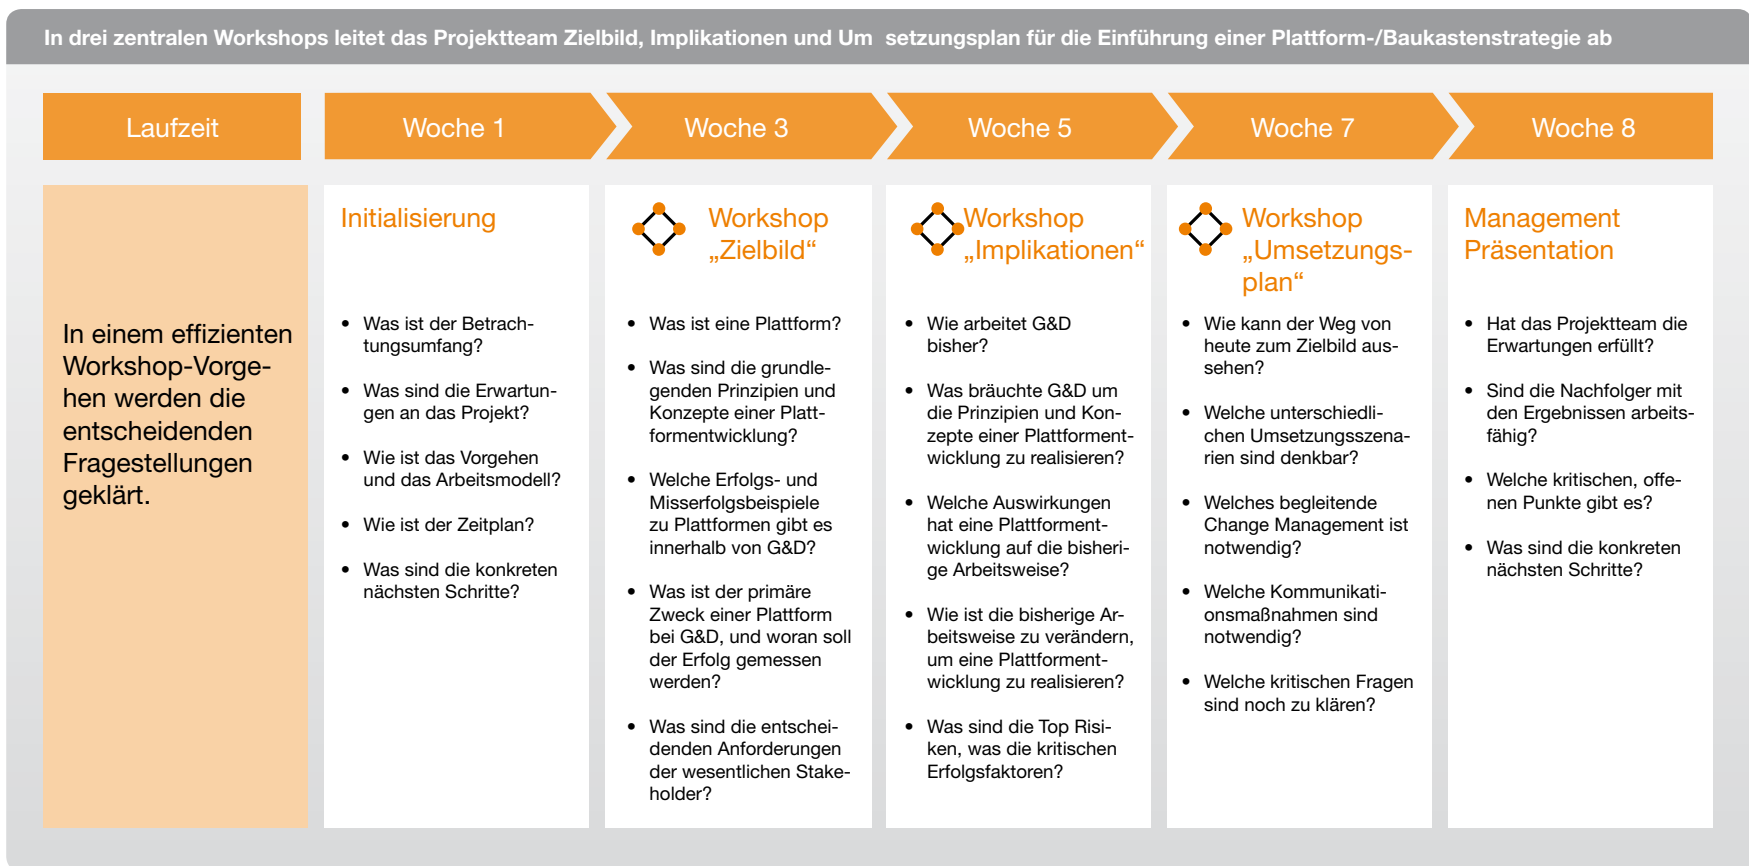 In drei zentralen Workshops leitet das Projektteam Zielbild, Implikationen und Um setzungsplan für die Einführung einer Plattform-/Baukastenstrategie ab
Laufzeit
Woche 1
Woche 3
Woche 5
Woche 7
Woche 8
In einem effizienten
Workshop-Vorge-
hen werden die
entscheidenden
Fragestellungen
geklärt.
Initialisierung
• Was ist der Betrach-
tungsumfang?
• Was sind die Erwartun-
gen an das Projekt?
• Wie ist das Vorgehen
und das Arbeitsmodell?
• Wie ist der Zeitplan?
• Was sind die konkreten
nächsten Schritte?
Workshop
„Zielbild“
• Was ist eine Plattform?
• Was sind die grundle-
genden Prinzipien und
Konzepte einer Platt-
formentwicklung?
• Welche Erfolgs- und
Misserfolgsbeispiele
zu Plattformen gibt es
innerhalb von G&D?
• Was ist der primäre
Zweck einer Plattform
bei G&D, und woran soll
der Erfolg gemessen
werden?
• Was sind die entschei-
denden Anforderungen
der wesentlichen Stake-
holder?
Workshop
„Implikationen“
• Wie arbeitet G&D
bisher?
• Was bräuchte G&D um
die Prinzipien und Kon-
zepte einer Plattforment-
wicklung zu realisieren?
• Welche Auswirkungen
hat eine Plattforment-
wicklung auf die bisheri-
ge Arbeitsweise?
• Wie ist die bisherige Ar-
beitsweise zu verändern,
um eine Plattforment-
wicklung zu realisieren?
• Was sind die Top Risi-
ken, was die kritischen
Erfolgsfaktoren?
Workshop
„Umsetzungs-
plan“
• Wie kann der Weg von
heute zum Zielbild aus-
sehen?
• Welche unterschiedli-
chen Umsetzungsszena-
rien sind denkbar?
• Welches begleitende
Change Management ist
notwendig?
• Welche Kommunikati-
onsmaßnahmen sind
notwendig?
• Welche kritischen Fragen
sind noch zu klären?
Management
Präsentation
• Hat das Projektteam die
Erwartungen erfüllt?
• Sind die Nachfolger mit
den Ergebnissen arbeits-
fähig?
• Welche kritischen, offe-
nen Punkte gibt es?
• Was sind die konkreten
nächsten Schritte?